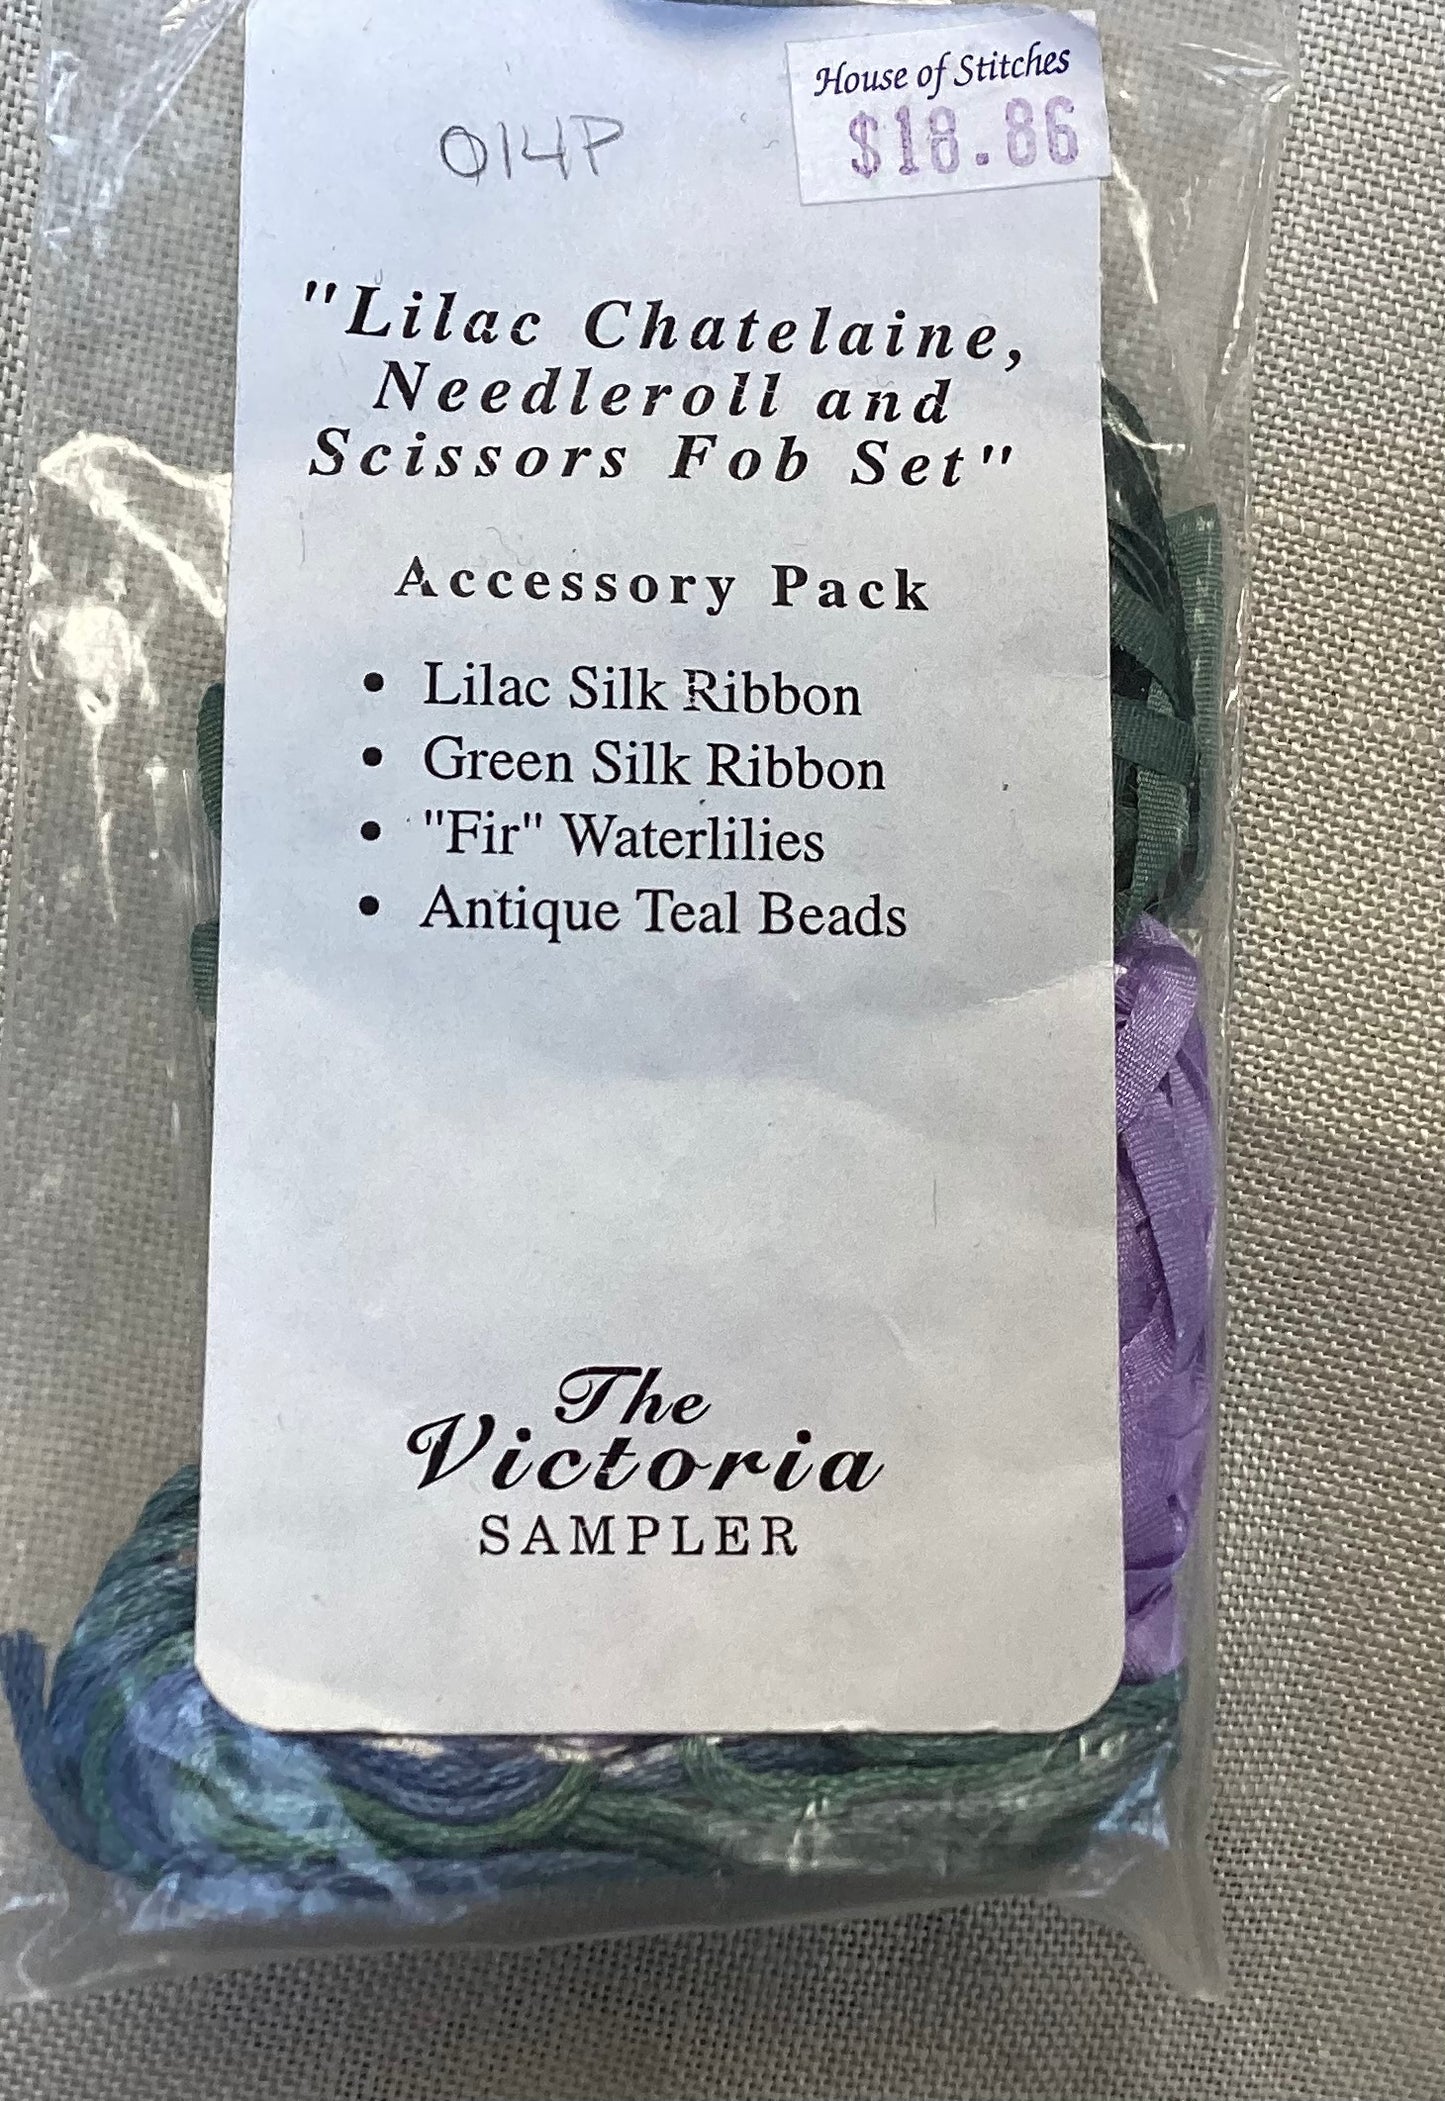 House of Stitches
$18.86
014P
"Lilac Chatelaine,
Needleroll and
Scissors Fob Set"
Accessory Pack
• Lilac Silk Ribbon
• Green Silk Ribbon
• "Fir" Waterlilies
• Antique Teal Beads
The
Victoria
SAMPLER